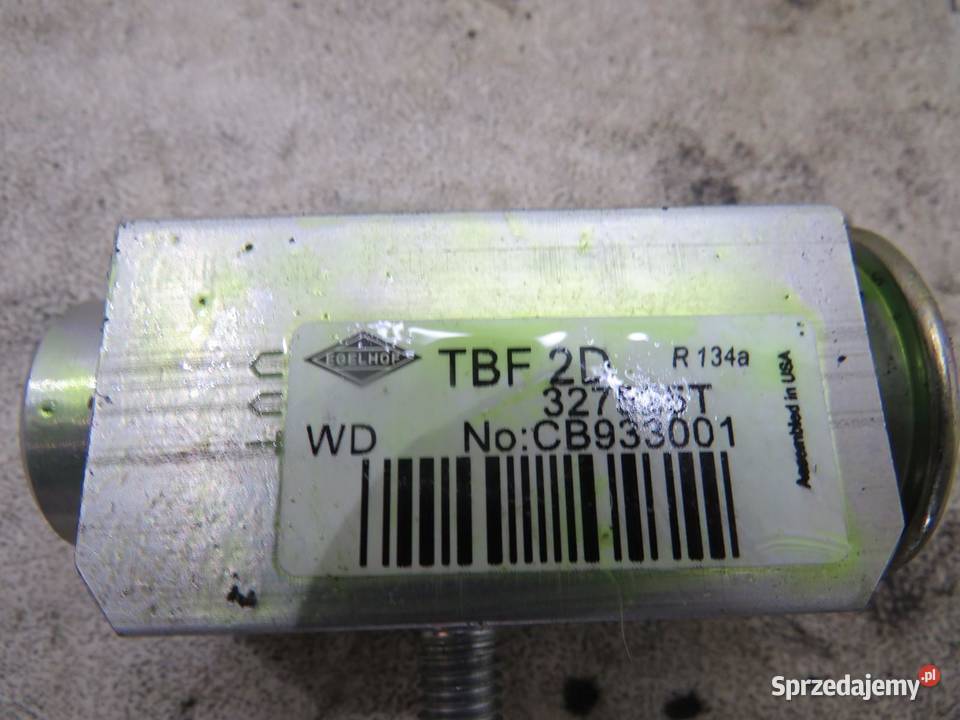 EGELHOF
TBF 2D
R 134a
WD
No:CB933001
Assembled in USA
Sprzedajemy.pl